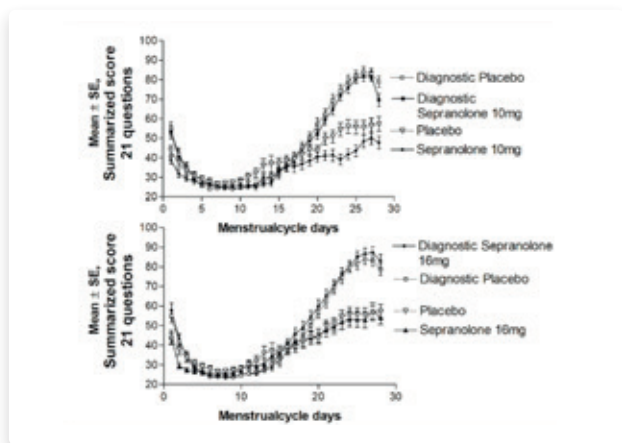 Mean ± SE,
Summarized score
21 questions
100
90
80
70
60
50
40
30
20
0 5 10 15 20 25 30
Menstrualcycle days
Diagnostic Placebo
Diagnostic
Sepranolone 10mg
Placebo
Sepranolone 10mg
Mean ± SE,
Summarized score
21 questions
100
90
80
70
60
50
40
30
20
0 10 20 30
Menstrualcycle days
Diagnostic Sepranolone
16mg
Diagnostic Placebo
Placebo
Sepranolone 16mg